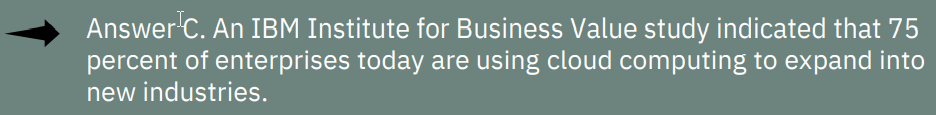 Answer C. An IBM Institute for Business Value study indicated that 75
percent of enterprises today are using cloud computing to expand into
new industries.